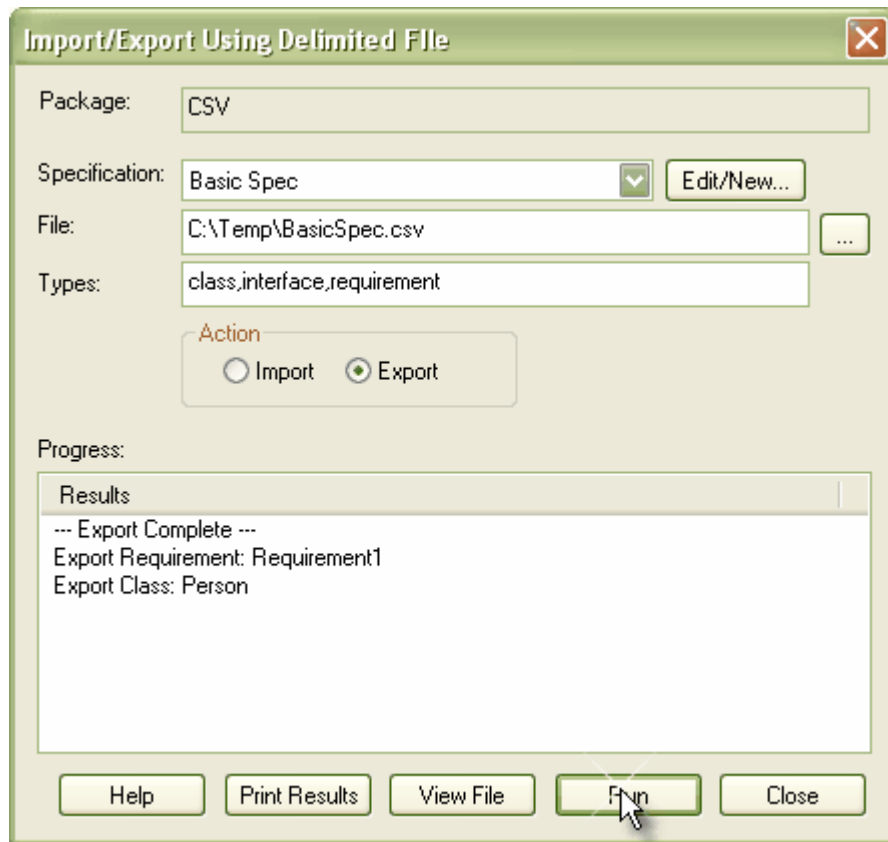 Import/Export Using Delimited FIle
Package: CSV
Specification: Basic Spec Edit/New...
File: C:\Temp\BasicSpec.csv ...
Types: class,interface,requirement
Action
Import Export
Progress:
Results
--- Export Complete ---
Export Requirement: Requirement1
Export Class: Person
Help Print Results View File Run Close